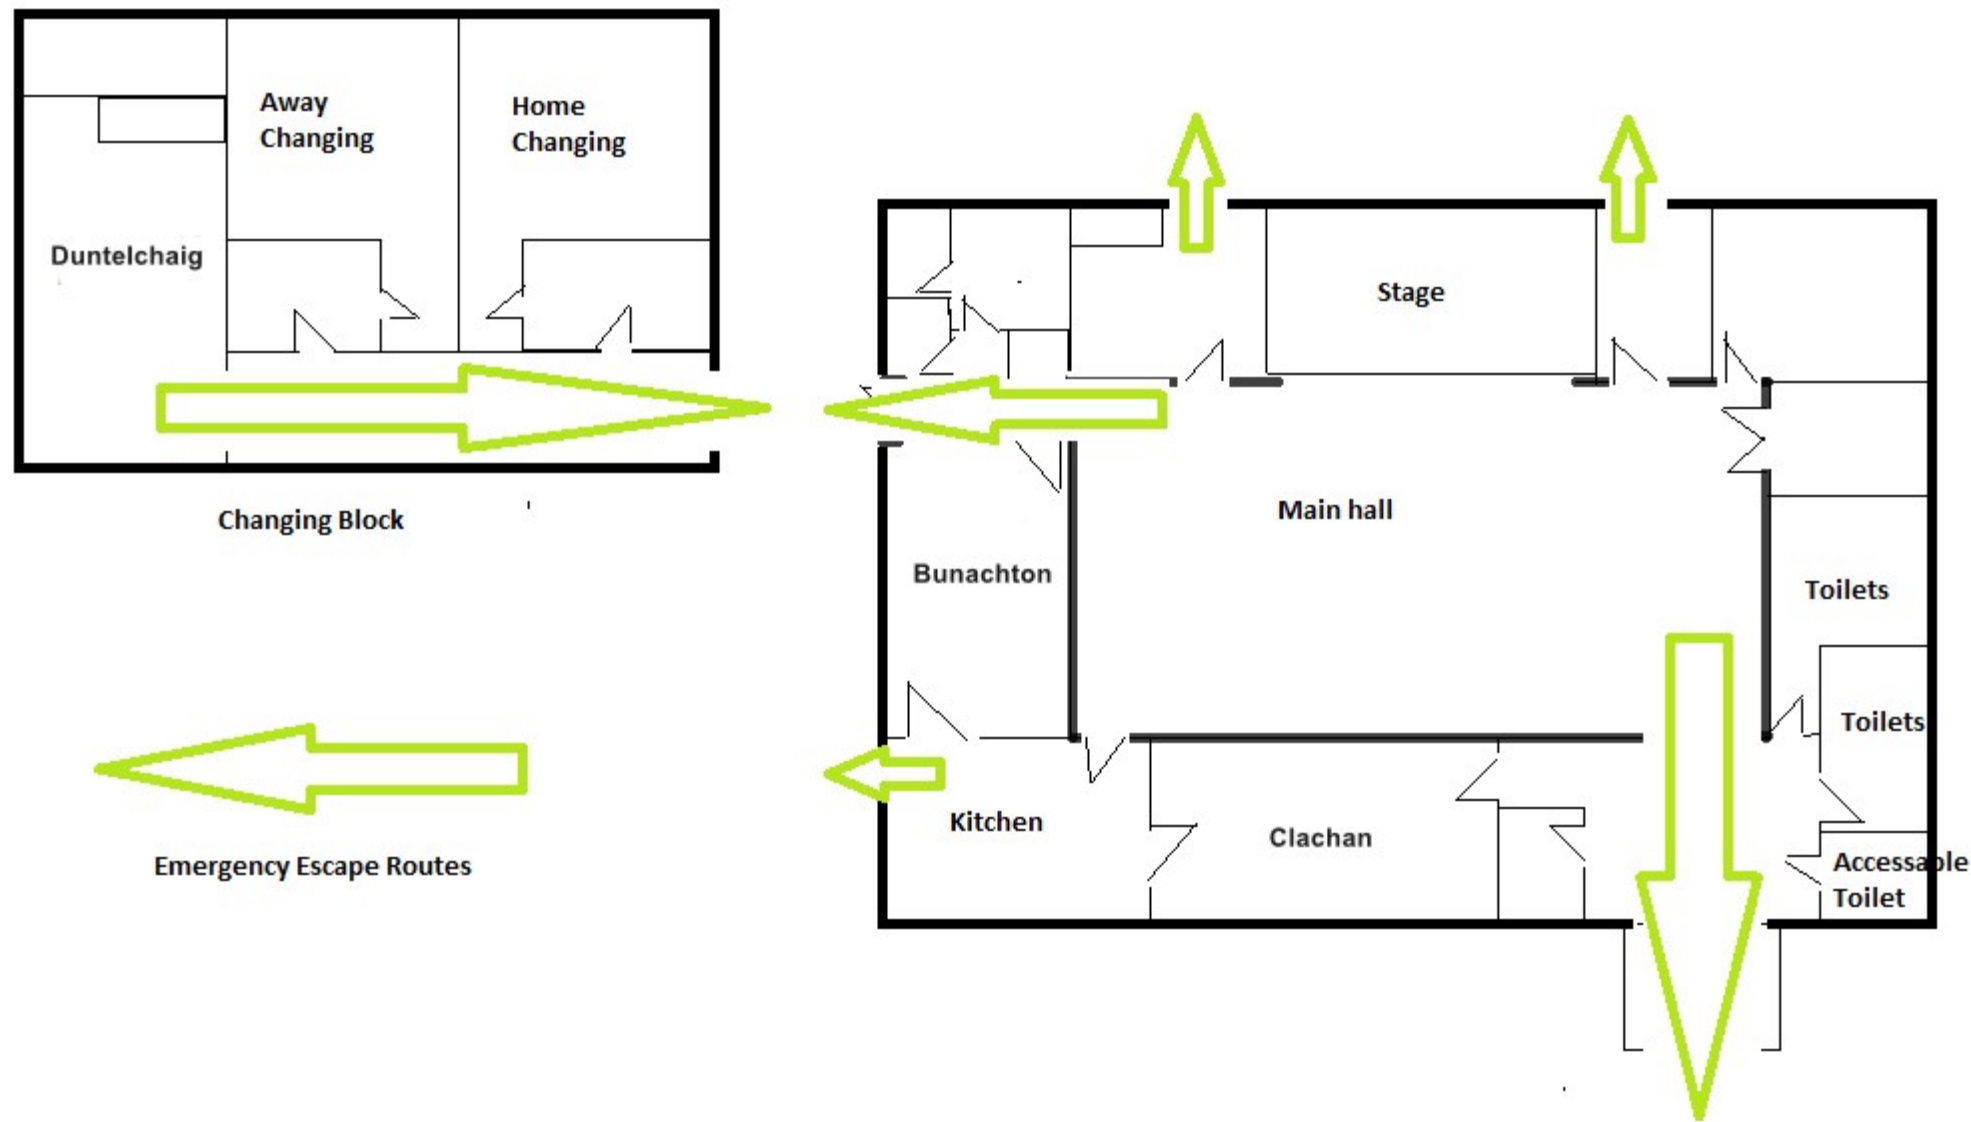 Away
Changing
Home
Changing
Duntelchaig
Changing Block
Emergency Escape Routes
Stage
Main hall
Bunachton
Toilets
Toilets
Kitchen
Clachan
Accessable
Toilet